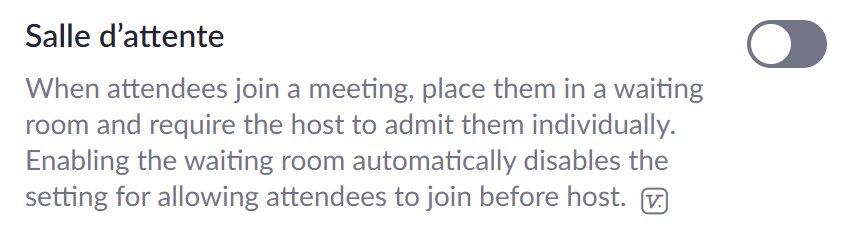 Salle d’attente
When attendees join a meeting, place them in a waiting
room and require the host to admit them individually.
Enabling the waiting room automatically disables the
setting for allowing attendees to join before host. V.